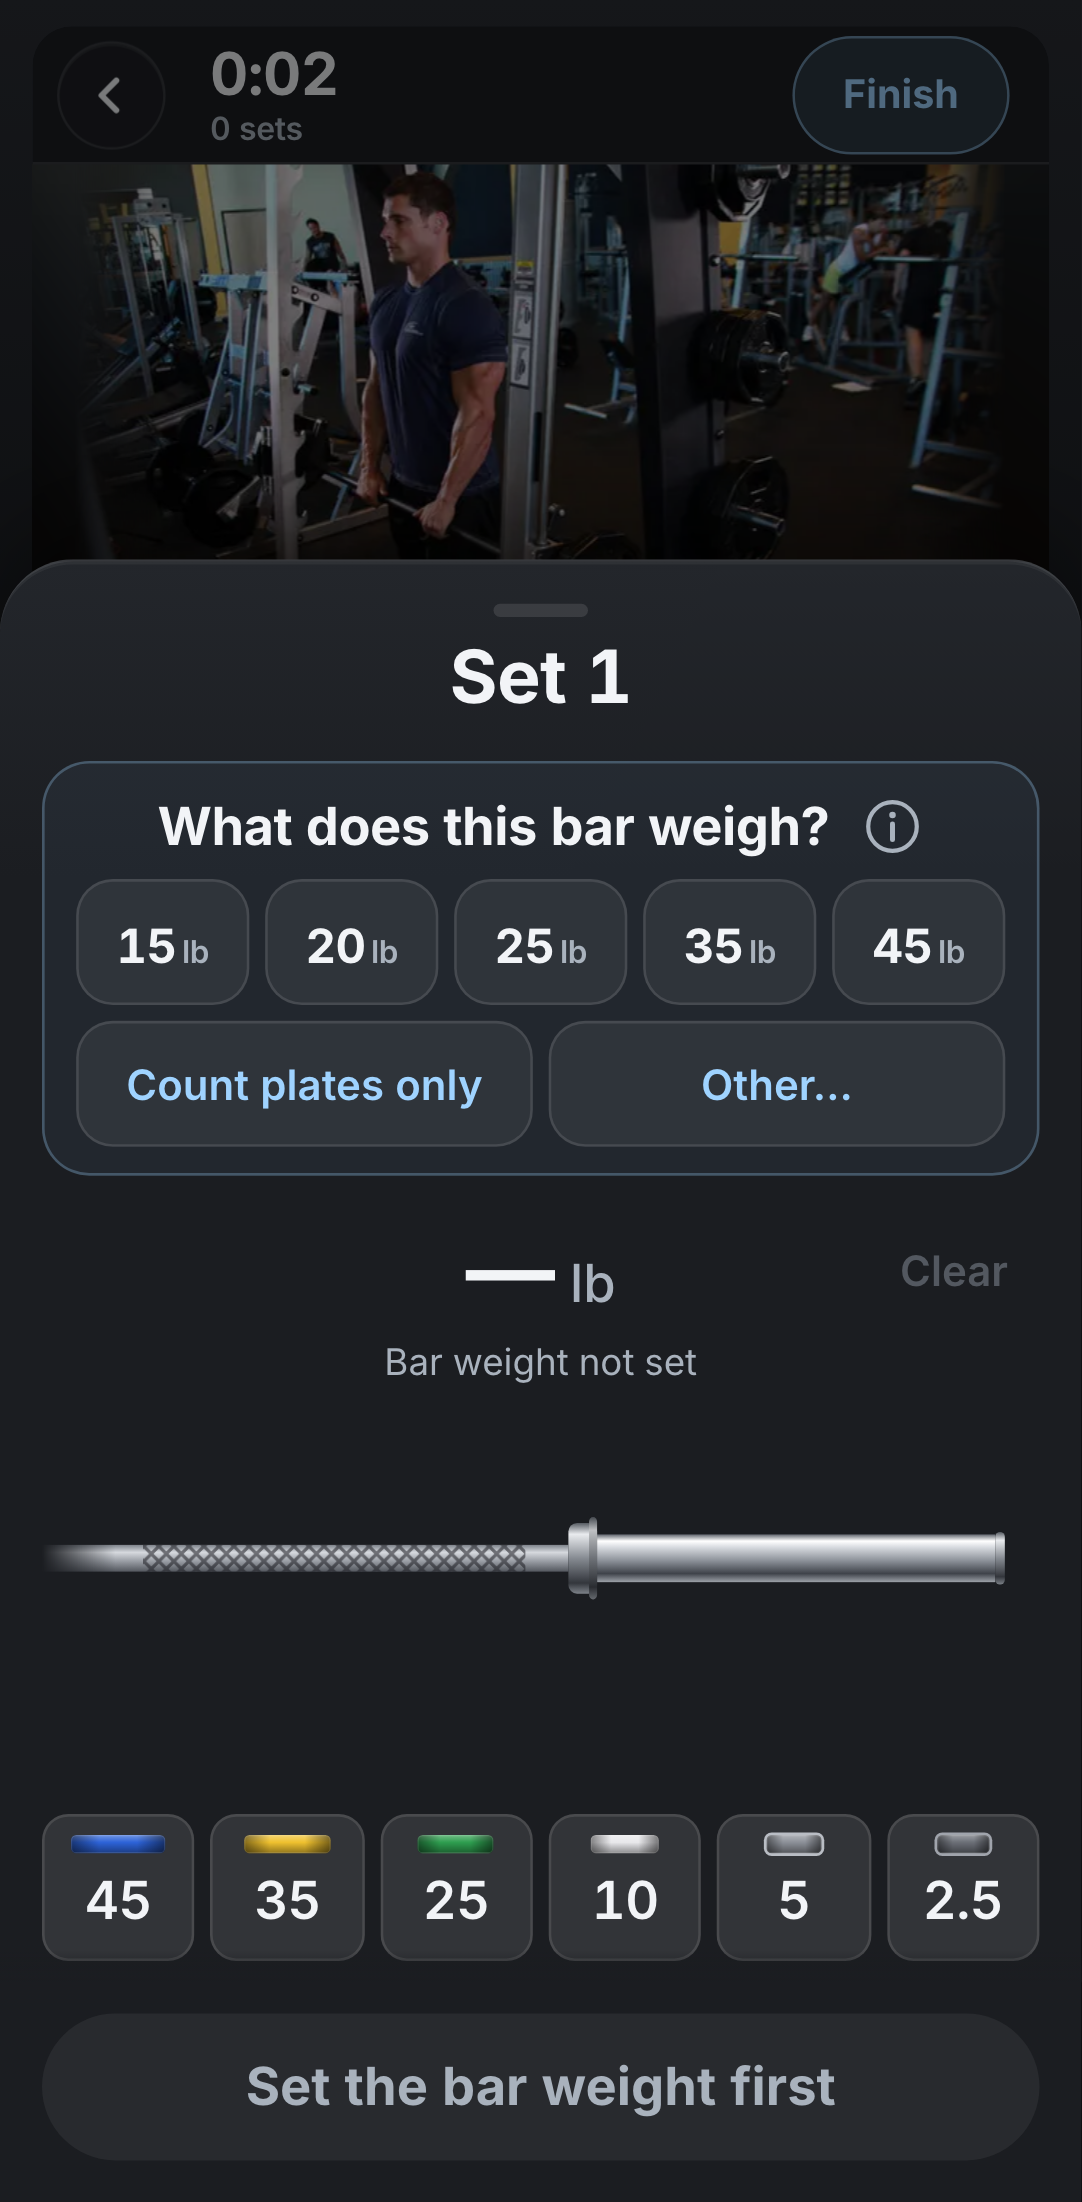 0:02
0 sets
Finish
Set 1
What does this bar weigh?
15 lb
20 lb
25 lb
35 lb
45 lb
Count plates only
Other...
— lb
Clear
Bar weight not set
45
35
25
10
5
2.5
Set the bar weight first